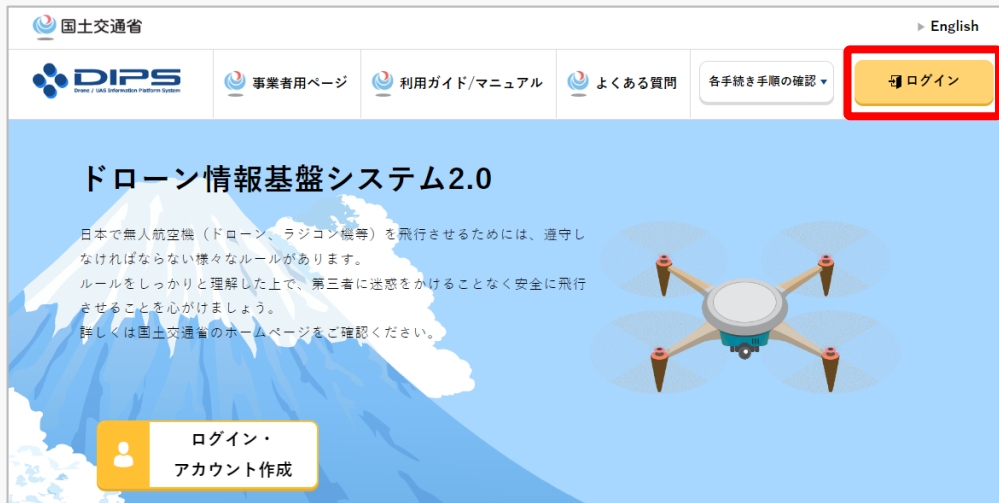 国土交通省
English
DIPS
Drone / UAS Information Platform System
事業者用ページ
利用ガイド/マニュアル
よくある質問
各手続き手順の確認
ログイン
ドローン情報基盤システム2.0
日本で無人航空機（ドローン、ラジコン機等）を飛行させるためには、遵守し
なければならない様々なルールがあります。
ルールをしっかりと理解した上で、第三者に迷惑をかけることなく安全に飛行
させることを心がけましょう。
詳しくは国土交通省のホームページをご確認ください。
ログイン・
アカウント作成